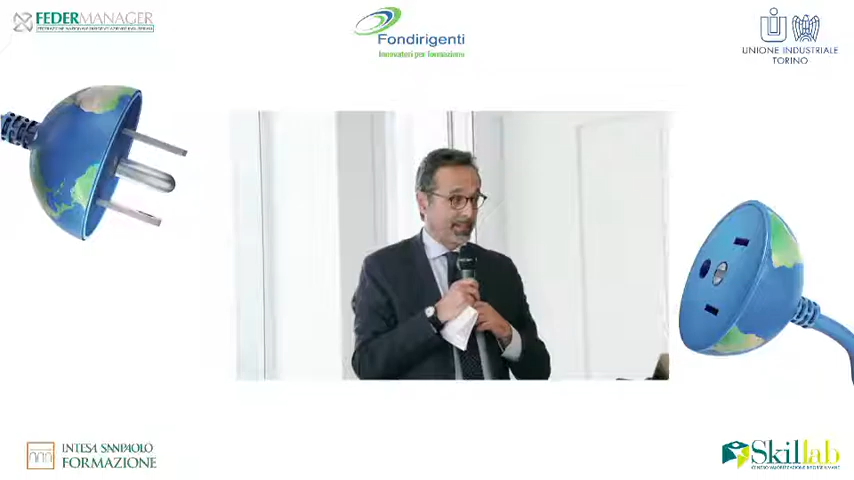 FEDERMANAGER
Fondirigenti
Innovatori per formazione
UNIONE INDUSTRIALE
TORINO
INTESA SANPAOLO
FORMAZIONE
Skillab